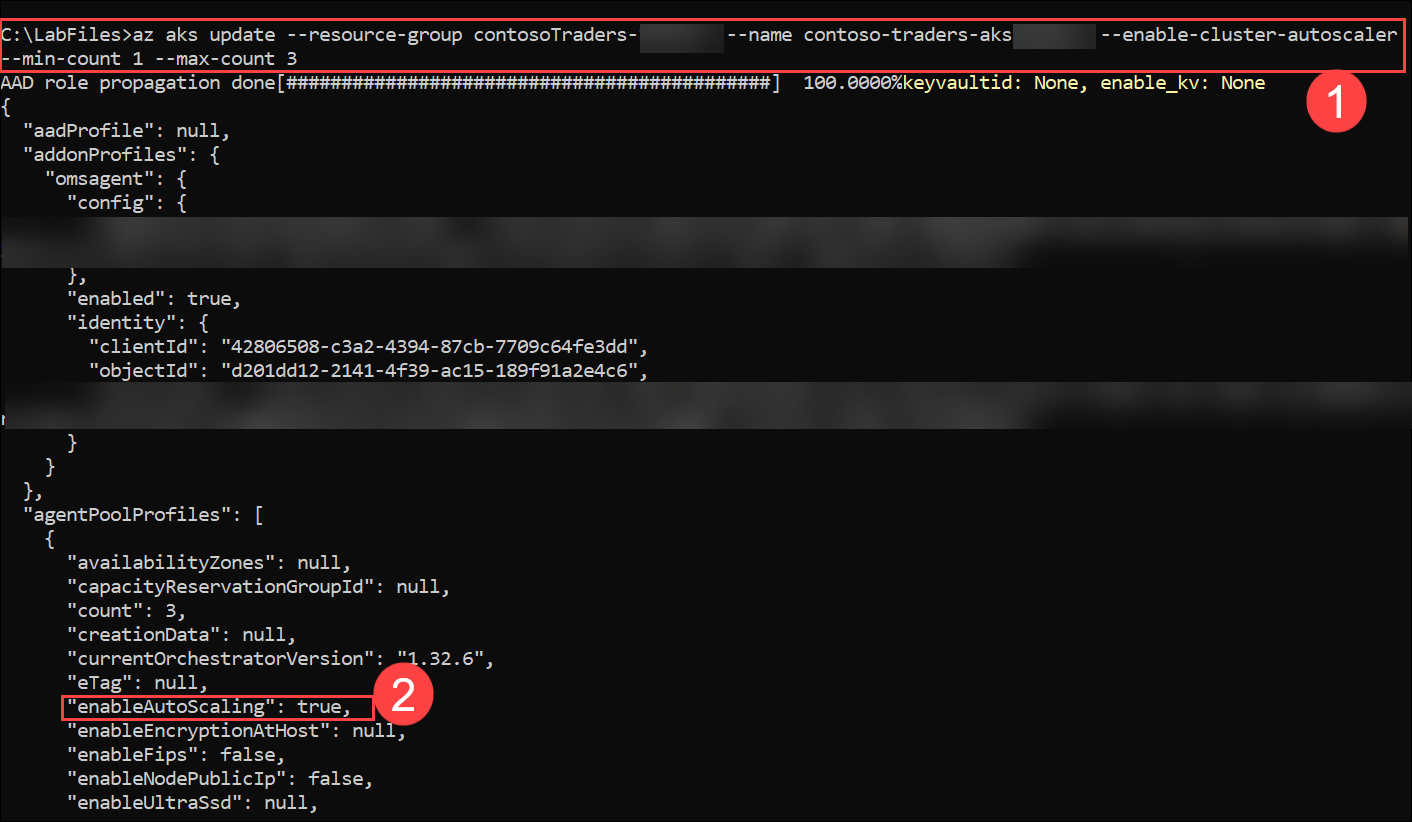 C:\LabFiles>az aks update --resource-group contosoTraders- --name contoso-traders-aks --enable-cluster-autoscaler
--min-count 1 --max-count 3
AAD role propagation done[############################################]  100.0000%keyvaultid: None, enable_kv: None
1
{
  "aadProfile": null,
  "addonProfiles": {
    "omsagent": {
      "config": {
      },
      "enabled": true,
      "identity": {
        "clientId": "42806508-c3a2-4394-87cb-7709c64fe3dd",
        "objectId": "d201dd12-2141-4f39-ac15-189f91a2e4c6",
      }
    }
  },
  "agentPoolProfiles": [
    {
      "availabilityZones": null,
      "capacityReservationGroupId": null,
      "count": 3,
      "creationData": null,
      "currentOrchestratorVersion": "1.32.6",
      "eTag": null,
      "enableAutoScaling": true,
2
      "enableEncryptionAtHost": null,
      "enableFips": false,
      "enableNodePublicIp": false,
      "enableUltraSsd": null,